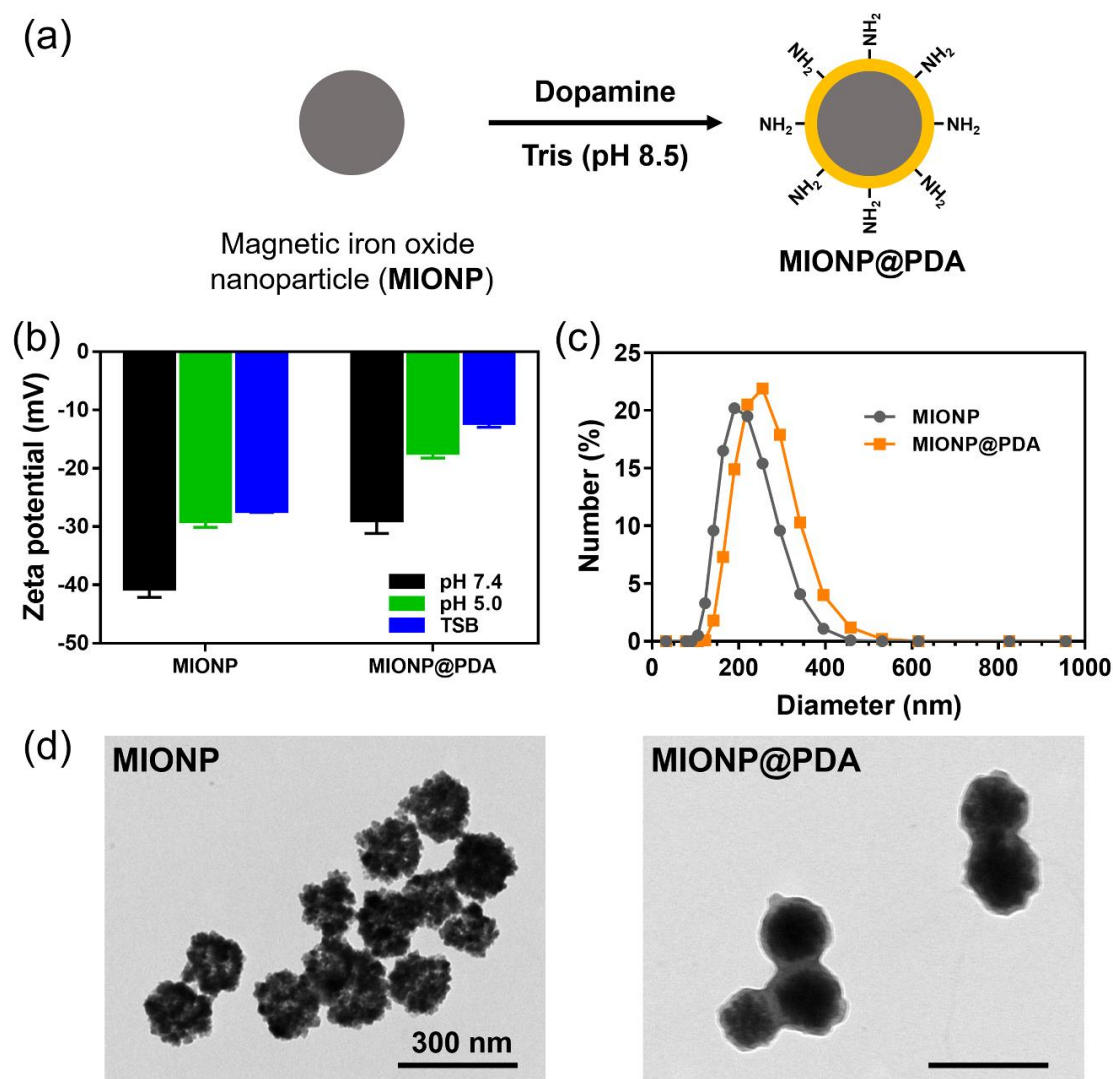 (a)
Dopamine
Tris (pH 8.5)
Magnetic iron oxide
nanoparticle (MIONP)
NH₂
NH₂
NH₂
NH₂
NH₂
NH₂
NH₂
NH₂
MIONP@PDA
(b)
Zeta potential (mV)
0
-10
-20
-30
-40
-50
pH 7.4
pH 5.0
TSB
MIONP
MIONP@PDA
(c)
Number (%)
25
20
15
10
5
0
MIONP
MIONP@PDA
0
200
400
600
800
1000
Diameter (nm)
(d)
MIONP
300 nm
MIONP@PDA